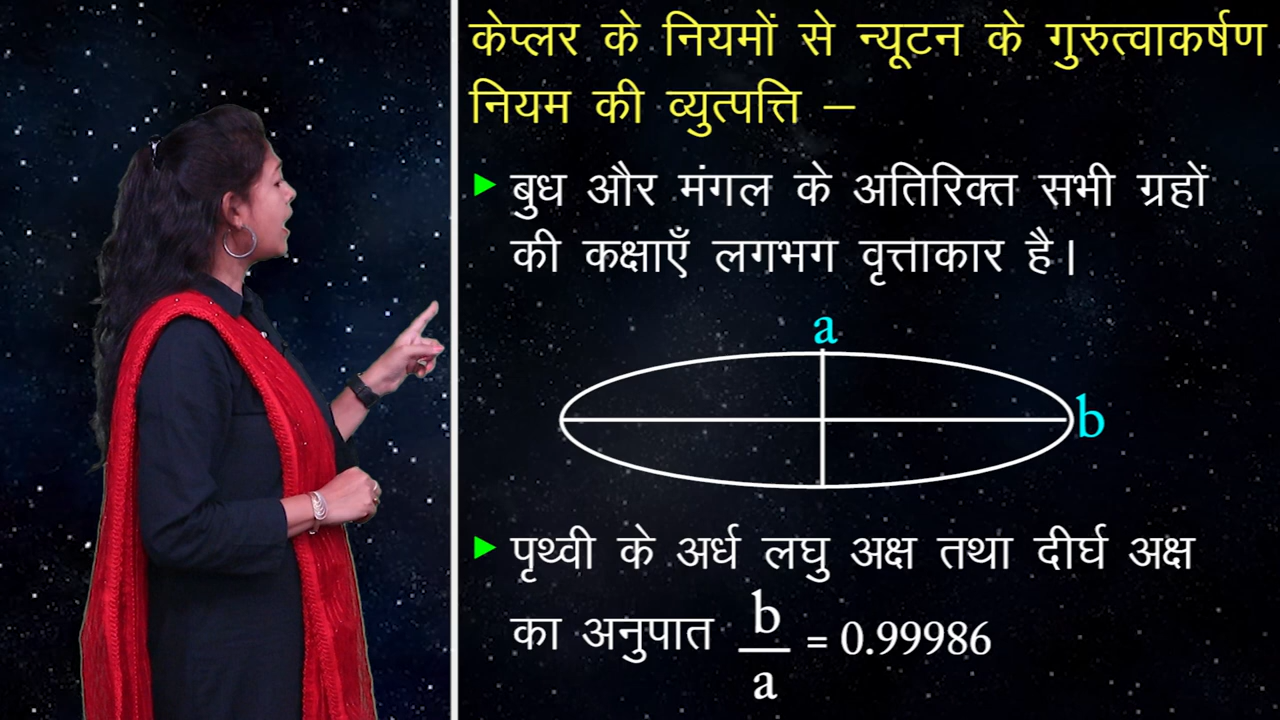 केप्लर के नियमों से न्यूटन के गुरुत्वाकर्षण
नियम की व्युत्पत्ति –
बुध और मंगल के अतिरिक्त सभी ग्रहों
की कक्षाएँ लगभग वृत्ताकार है।
a
b
पृथ्वी के अर्ध लघु अक्ष तथा दीर्घ अक्ष
का अनुपात b/a = 0.99986